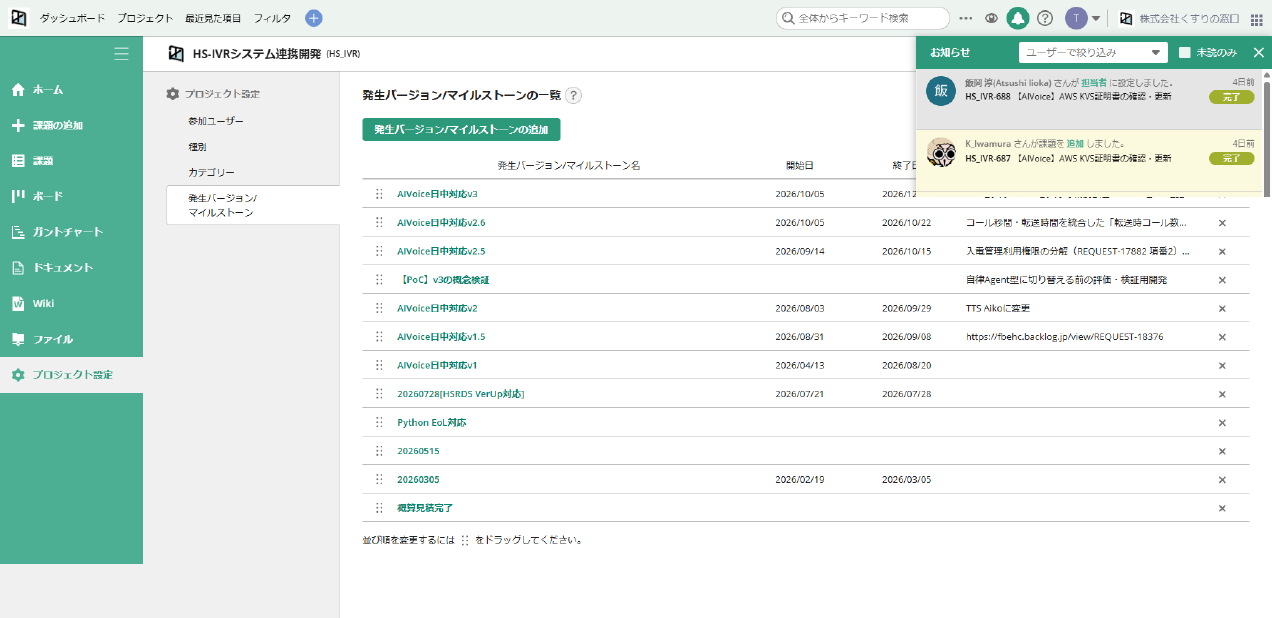 ダッシュボード プロジェクト 最近見た項目 フィルタ
全体からキーワード検索
T
株式会社くすりの窓口
HS-IVRシステム連携開発 (HS_IVR)
お知らせ
ユーザーで絞り込み
未読のみ
飯岡 淳(Atsushi Iioka) さんが 担当者 に設定しました。
4日前
飯
HS_IVR-688 【AIVoice】AWS KVS証明書の確認・更新
完了
K_Iwamura さんが課題を 追加 しました。
4日前
HS_IVR-687 【AIVoice】AWS KVS証明書の確認・更新
完了
ホーム
課題の追加
課題
ボード
ガントチャート
ドキュメント
Wiki
ファイル
プロジェクト設定
プロジェクト設定
参加ユーザー
種別
カテゴリー
発生バージョン/
マイルストーン
発生バージョン/マイルストーンの一覧 ?
発生バージョン/マイルストーンの追加
発生バージョン/マイルストーン名 開始日
AIVoice日中対応v3 2026/10/05
AIVoice日中対応v2.6 2026/10/05 2026/10/22 コール秒間・転送時間を統合した「転送時コール数...
AIVoice日中対応v2.5 2026/09/14 2026/10/15 入電管理利用権限の分解（REQUEST-17882 項番2）...
【PoC】v3の概念検証 自律Agent型に切り替える前の評価・検証用開発
AIVoice日中対応v2 2026/08/03 2026/09/29 TTS Aikoに変更
AIVoice日中対応v1.5 2026/08/31 2026/09/08 https://fbehc.backlog.jp/view/REQUEST-18376
AIVoice日中対応v1 2026/04/13 2026/08/20
20260728[HSRDS VerUp対応] 2026/07/21 2026/07/28
Python EoL対応
20260515
20260305 2026/02/19 2026/03/05
概算見積完了
並び順を変更するには をドラッグしてください。